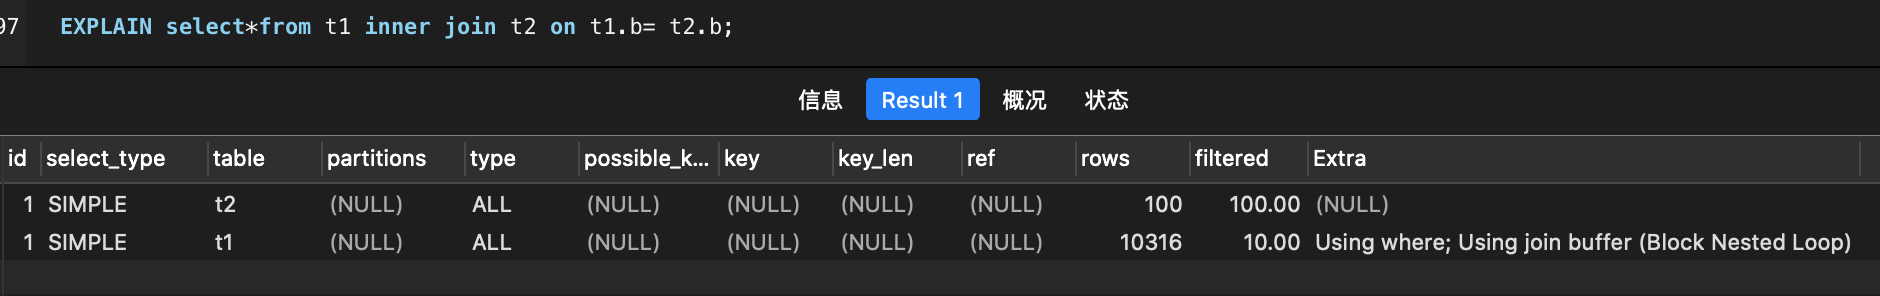 97 EXPLAIN select*from t1 inner join t2 on t1.b= t2.b;
信息 Result 1 概况 状态
id select_type table partitions type possible_k... key key_len ref rows filtered Extra
1 SIMPLE t2 (NULL) ALL (NULL) (NULL) (NULL) (NULL) 100 100.00 (NULL)
1 SIMPLE t1 (NULL) ALL (NULL) (NULL) (NULL) (NULL) 10316 10.00 Using where; Using join buffer (Block Nested Loop)